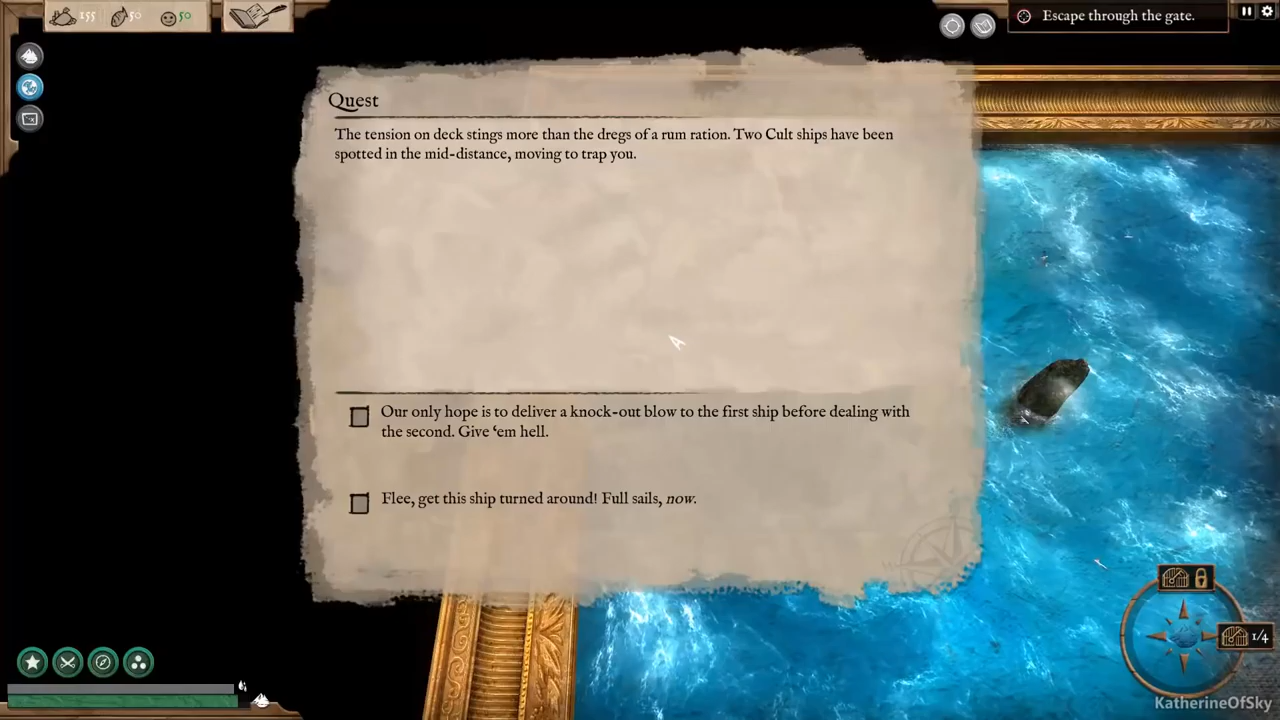 155
50
50
Escape through the gate.
Quest
The tension on deck stings more than the dregs of a rum ration. Two Cult ships have been
spotted in the mid-distance, moving to trap you.
Our only hope is to deliver a knock-out blow to the first ship before dealing with
the second. Give ‘em hell.
Flee, get this ship turned around! Full sails, now.
1/4
KatherineOfSky